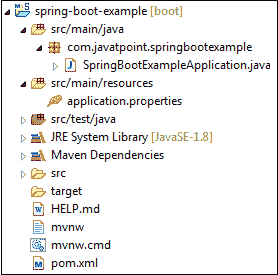 spring-boot-example [boot]
src/main/java
com.javatpoint.springbootexample
SpringBootExampleApplication.java
src/main/resources
application.properties
src/test/java
JRE System Library [JavaSE-1.8]
Maven Dependencies
src
target
HELP.md
mvnw
mvnw.cmd
pom.xml